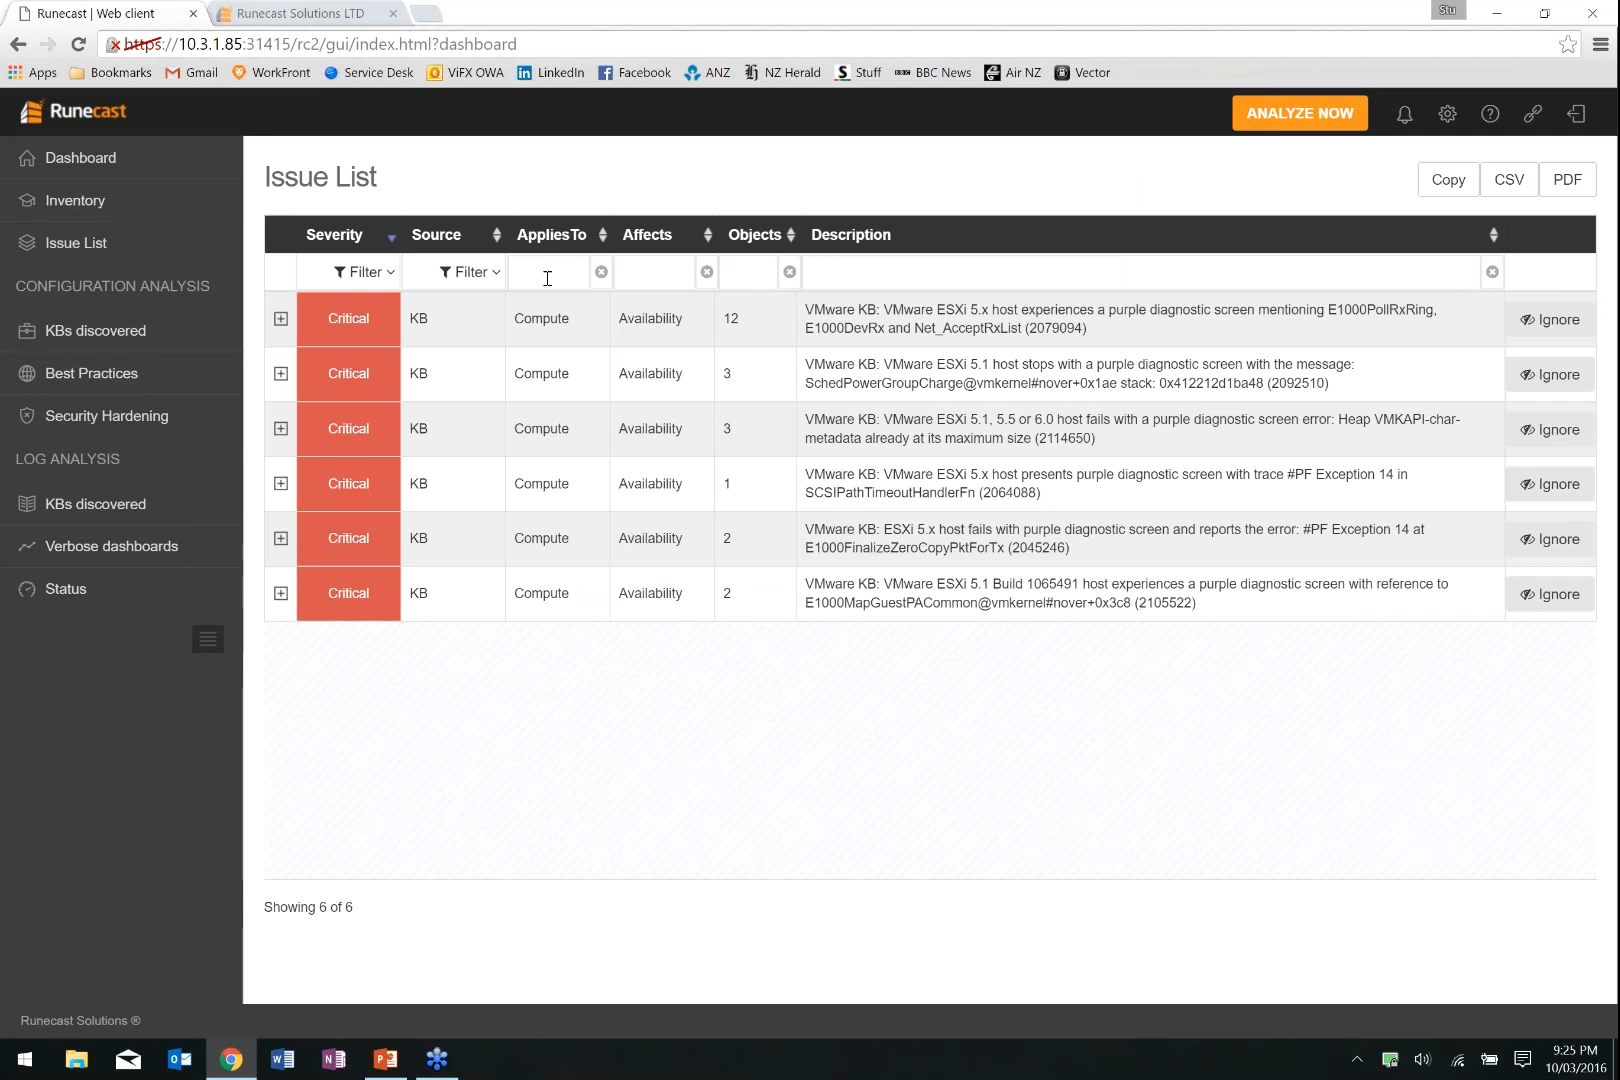 Runecast | Web client
Runecast Solutions LTD
Stu
https://10.3.1.85:31415/rc2/gui/index.html?dashboard
Apps Bookmarks Gmail WorkFront Service Desk ViFX OWA LinkedIn Facebook ANZ NZ Herald Stuff BBC News Air NZ Vector
Runecast
ANALYZE NOW
Dashboard
Inventory
Issue List
CONFIGURATION ANALYSIS
KBs discovered
Best Practices
Security Hardening
LOG ANALYSIS
KBs discovered
Verbose dashboards
Status
Issue List
Copy CSV PDF
Severity Source AppliesTo Affects Objects Description
Filter Filter
Critical KB Compute Availability 12 VMware KB: VMware ESXi 5.x host experiences a purple diagnostic screen mentioning E1000PollRxRing,
E1000DevRx and Net_AcceptRxList (2079094)
Ignore
Critical KB Compute Availability 3 VMware KB: VMware ESXi 5.1 host stops with a purple diagnostic screen with the message:
SchedPowerGroupCharge@vmkernel#nover+0x1ae stack: 0x412212d1ba48 (2092510)
Ignore
Critical KB Compute Availability 3 VMware KB: VMware ESXi 5.1, 5.5 or 6.0 host fails with a purple diagnostic screen error: Heap VMKAPI-char-
metadata already at its maximum size (2114650)
Ignore
Critical KB Compute Availability 1 VMware KB: VMware ESXi 5.x host presents purple diagnostic screen with trace #PF Exception 14 in
SCSIPathTimeoutHandlerFn (2064088)
Ignore
Critical KB Compute Availability 2 VMware KB: ESXi 5.x host fails with purple diagnostic screen and reports the error: #PF Exception 14 at
E1000FinalizeZeroCopyPktForTx (2045246)
Ignore
Critical KB Compute Availability 2 VMware KB: VMware ESXi 5.1 Build 1065491 host experiences a purple diagnostic screen with reference to
E1000MapGuestPACommon@vmkernel#nover+0x3c8 (2105522)
Ignore
Showing 6 of 6
Runecast Solutions ®
9:25 PM
10/03/2016